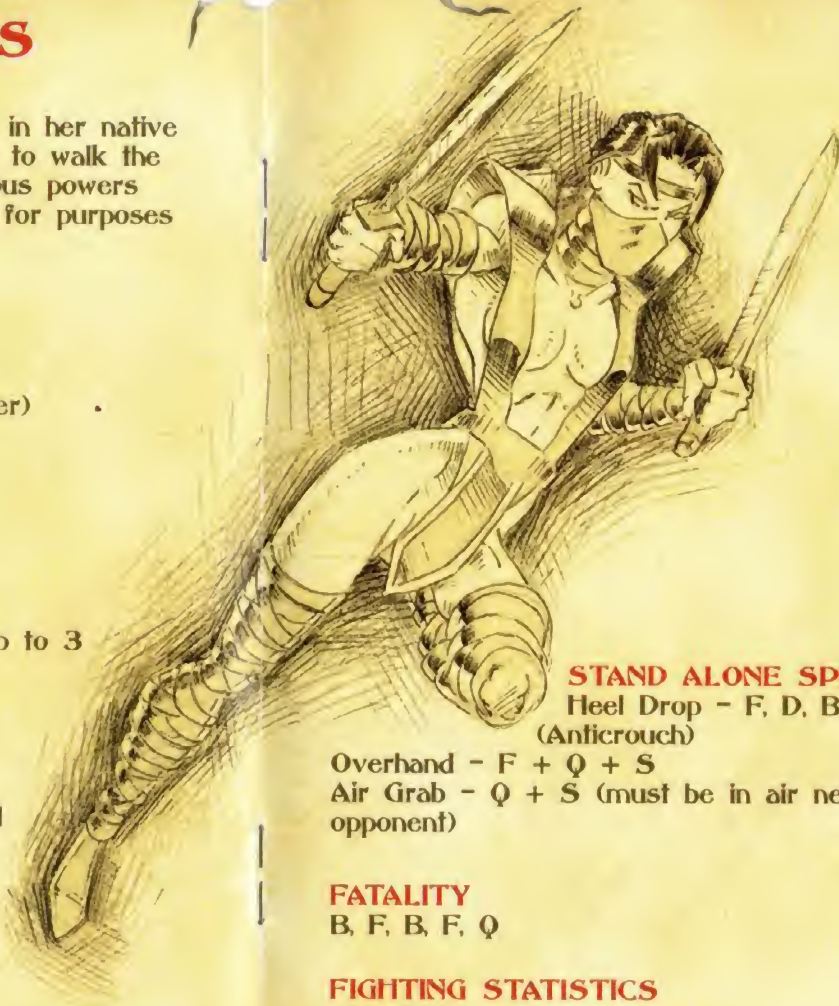 s
in her native
to walk the
us powers
for purposes
er)
o to 3
STAND ALONE SP
Heel Drop - F, D, B
(Anticrouch)
Overhand - F + Q + S
Air Grab - Q + S (must be in air ne
opponent)
FATALITY
B, F, B, F, Q
FIGHTING STATISTICS